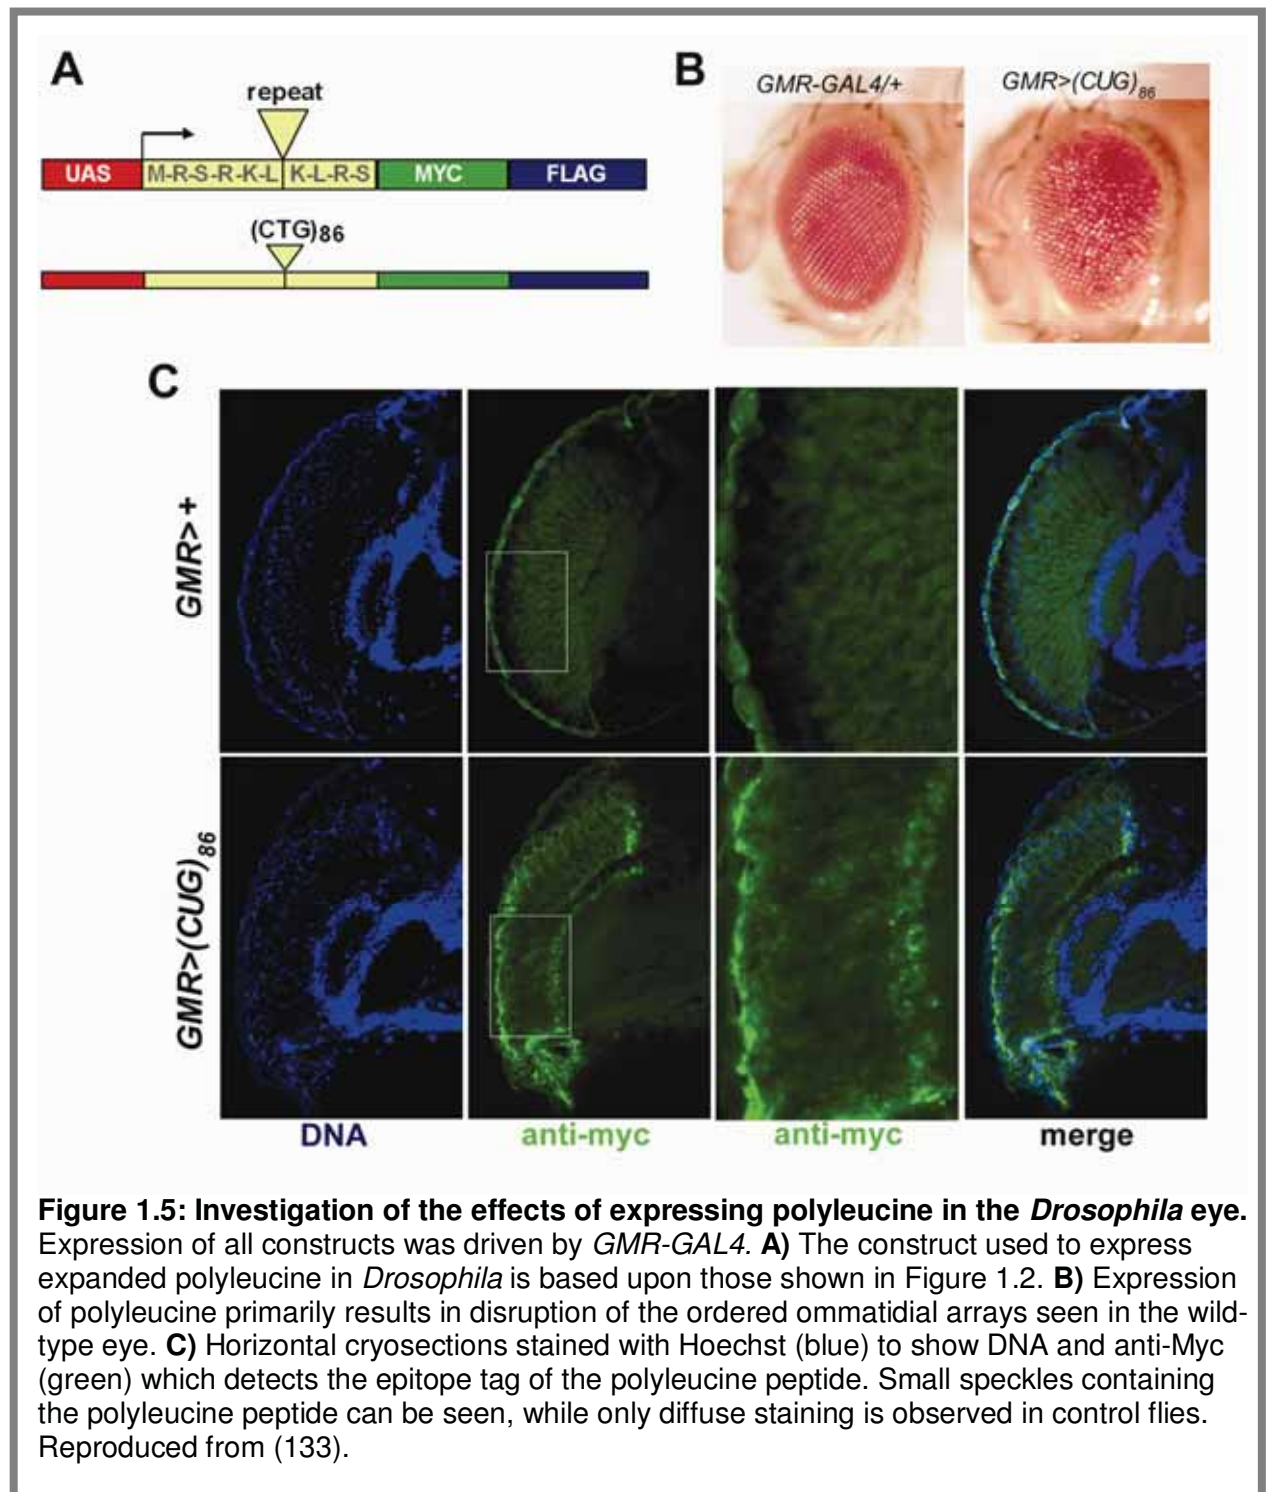 A
repeat
UAS M-R-S-R-K-L K-L-R-S MYC FLAG
(CTG)86
B
GMR-GAL4/+
GMR>(CUG)86
C
GMR>+
GMR>(CUG)86
DNA
anti-myc
anti-myc
merge
Figure 1.5: Investigation of the effects of expressing polyleucine in the Drosophila eye.
Expression of all constructs was driven by GMR-GAL4. A) The construct used to express
expanded polyleucine in Drosophila is based upon those shown in Figure 1.2. B) Expression
of polyleucine primarily results in disruption of the ordered ommatidial arrays seen in the wild-
type eye. C) Horizontal cryosections stained with Hoechst (blue) to show DNA and anti-Myc
(green) which detects the epitope tag of the polyleucine peptide. Small speckles containing
the polyleucine peptide can be seen, while only diffuse staining is observed in control flies.
Reproduced from (133).